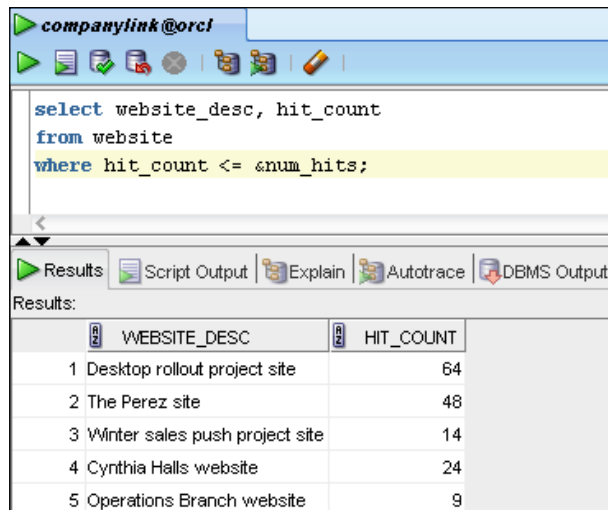 companylink@orcl
select website_desc, hit_count
from website
where hit_count <= &num_hits;
Results Script Output Explain Autotrace DBMS Output
Results:
WEBSITE_DESC HIT_COUNT
1 Desktop rollout project site 64
2 The Perez site 48
3 Winter sales push project site 14
4 Cynthia Halls website 24
5 Operations Branch website 9